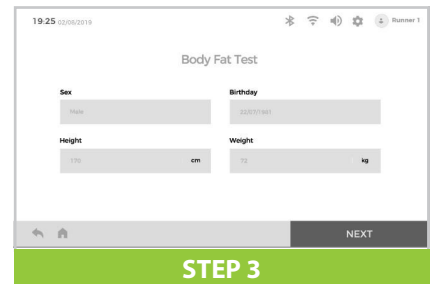 19:25 02/08/2019 Runner 1
Body Fat Test
Sex Birthday
Male 22/07/1981
Height Weight
170 cm 72 kg
NEXT
STEP 3